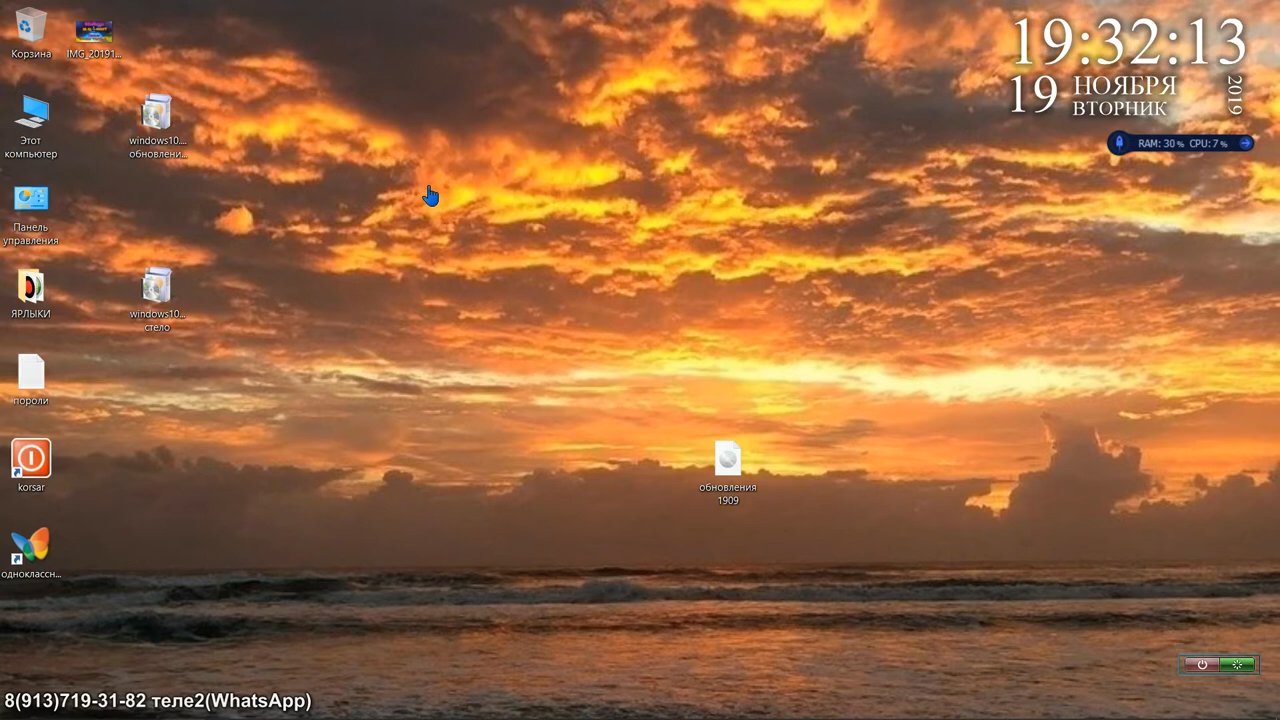 19:32:13
19 НОЯБРЯ
ВТОРНИК
2019
RAM: 30 % CPU: 7 %
Корзина
IMG_20191...
Этот
компьютер
windows10...
обновлени...
Панель
управления
ЯРЛЫКИ
windows10...
стело
пороли
korsar
одноклассн...
обновления
1909
8(913)719-31-82 теле2(WhatsApp)